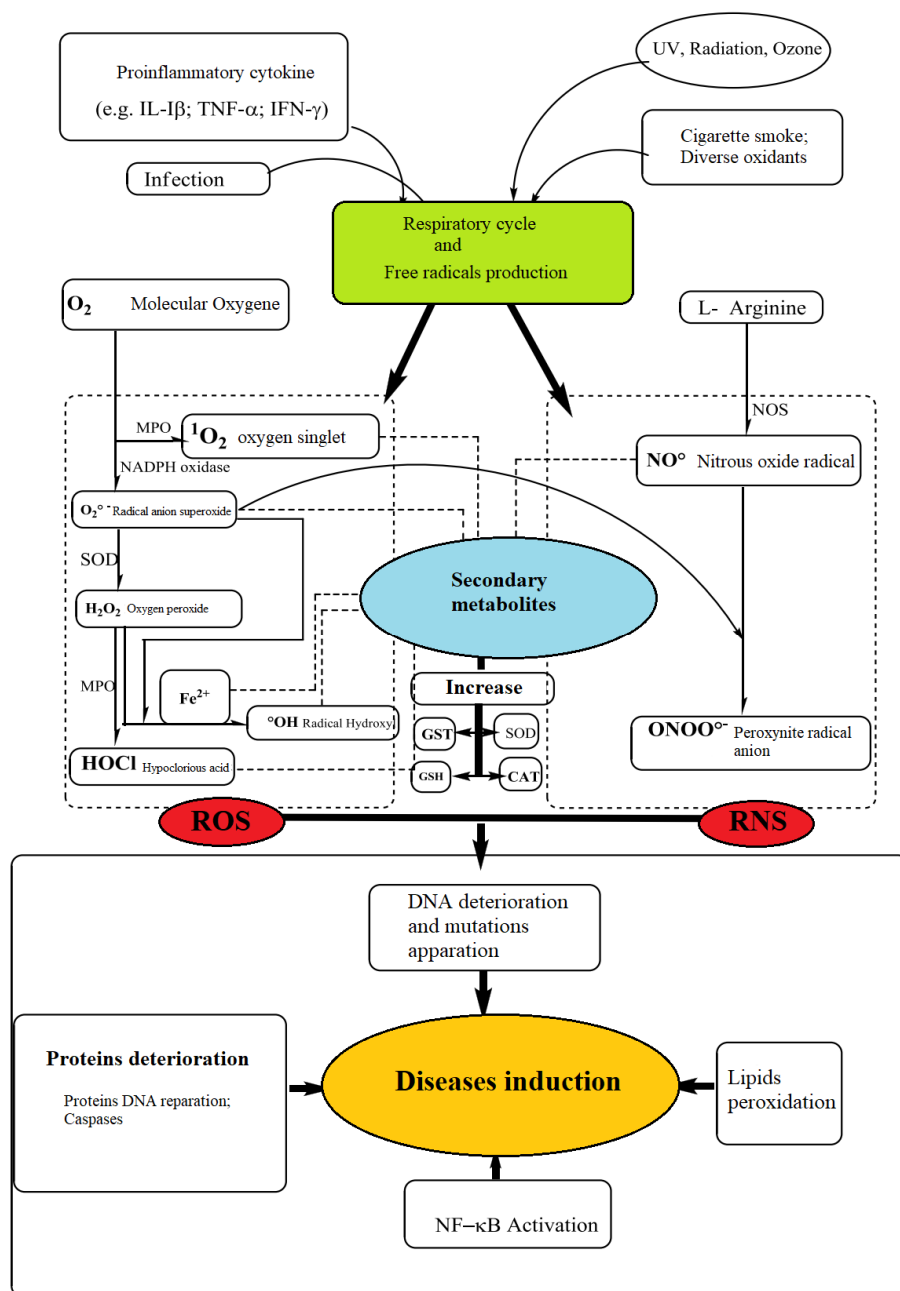 Proinflammatory cytokine
(e.g. IL-Iβ; TNF-α; IFN-γ)
UV, Radiation, Ozone
Cigarette smoke;
Diverse oxidants
Infection
Respiratory cycle
and
Free radicals production
O₂ Molecular Oxygene
L- Arginine
NOS
MPO
¹O₂ oxygen singlet
NADPH oxidase
NO° Nitrous oxide radical
O₂°⁻ Radical anion superoxide
SOD
Secondary
metabolites
H₂O₂ Oxygen peroxide
MPO
Fe²⁺
Increase
°OH Radical Hydroxy
GST
SOD
ONOO°⁻ Peroxynite radical
anion
HOCl Hypoclorious acid
GSH
CAT
ROS
RNS
DNA deterioration
and mutations
apparation
Proteins deterioration
Proteins DNA reparation;
Caspases
Diseases induction
Lipids
peroxidation
NF−κB Activation